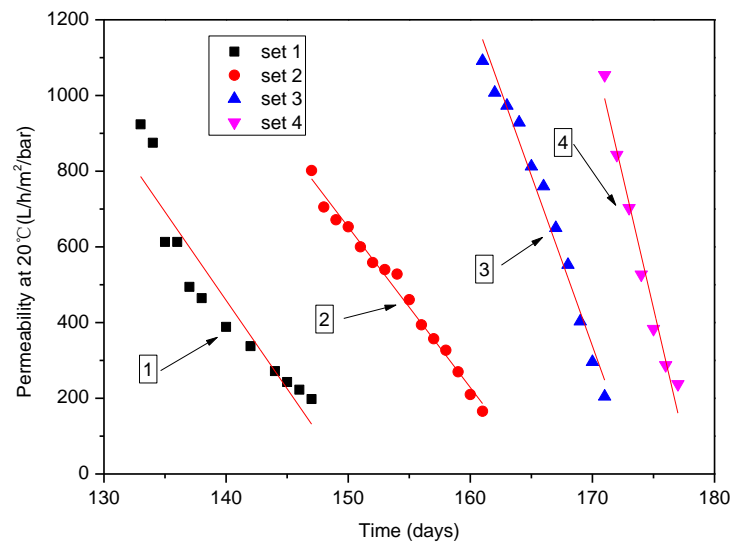 1200
1000
800
600
400
200
0
130
140
150
160
170
180
Permeability at 20℃(L/h/m²/bar)
Time (days)
set 1
set 2
set 3
set 4
1
2
3
4